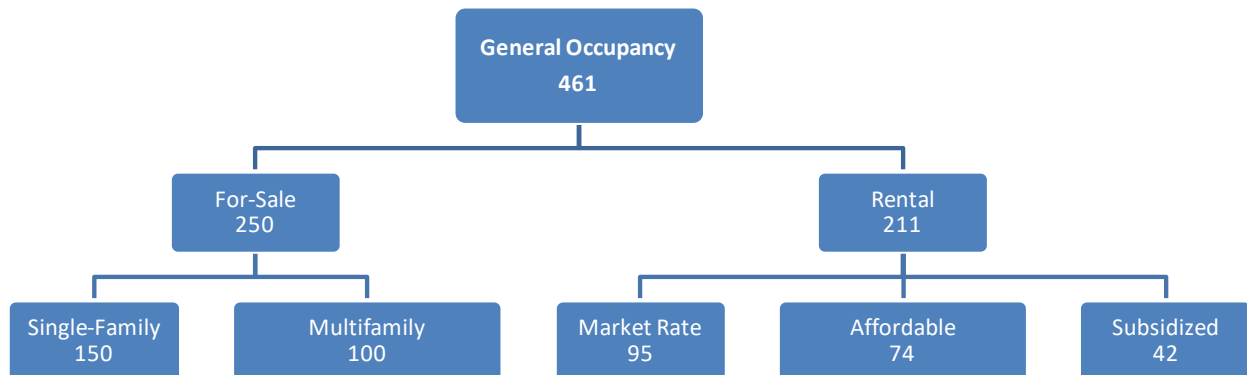 General Occupancy
461
For-Sale
250
Rental
211
Single-Family
150
Multifamily
100
Market Rate
95
Affordable
74
Subsidized
42